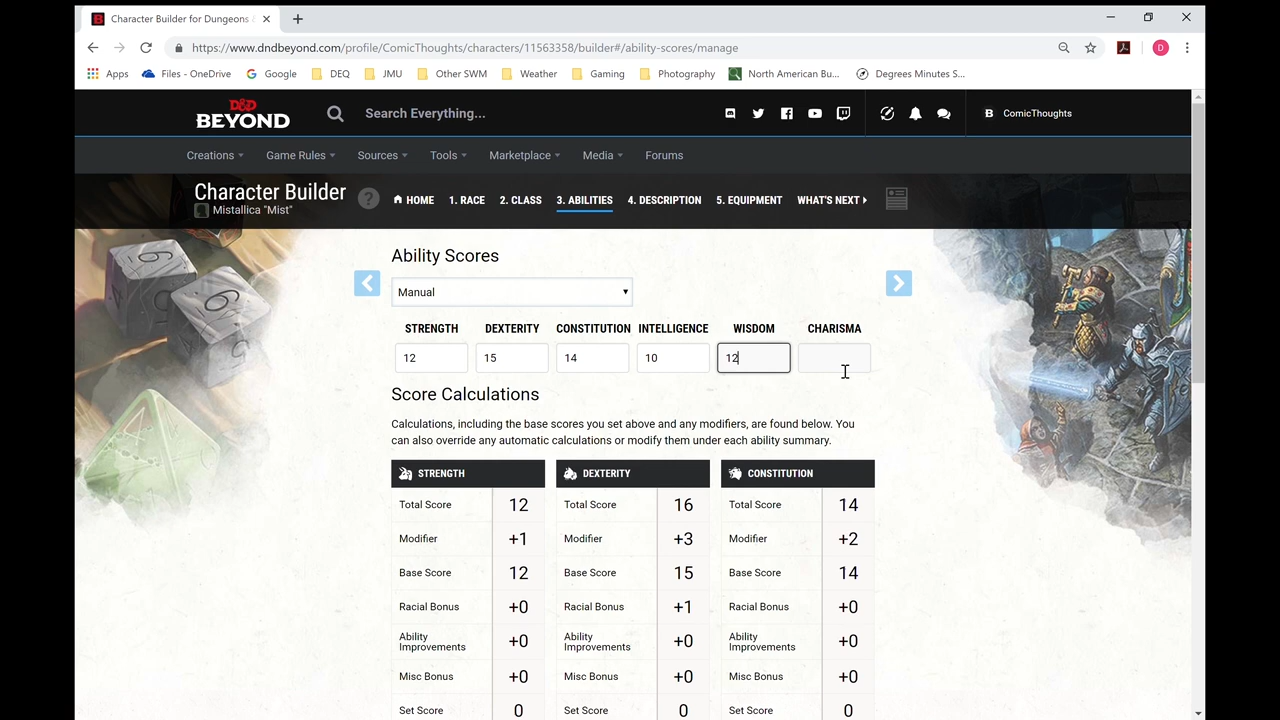 Character Builder for Dungeons &
https://www.dndbeyond.com/profile/ComicThoughts/characters/11563358/builder#/ability-scores/manage
D
Apps Files - OneDrive Google DEQ JMU Other SWM Weather Gaming Photography North American Bu... Degrees Minutes S...
D&D
BEYOND
Search Everything...
B ComicThoughts
Creations Game Rules Sources Tools Marketplace Media Forums
Character Builder
Mistallica "Mist"
? HOME 1. RACE 2. CLASS 3. ABILITIES 4. DESCRIPTION 5. EQUIPMENT WHAT'S NEXT
Ability Scores
Manual
STRENGTH DEXTERITY CONSTITUTION INTELLIGENCE WISDOM CHARISMA
12 15 14 10 12
Score Calculations
Calculations, including the base scores you set above and any modifiers, are found below. You
can also override any automatic calculations or modify them under each ability summary.
STRENGTH DEXTERITY CONSTITUTION
Total Score 12 Total Score 16 Total Score 14
Modifier +1 Modifier +3 Modifier +2
Base Score 12 Base Score 15 Base Score 14
Racial Bonus +0 Racial Bonus +1 Racial Bonus +0
Ability Improvements +0 Ability Improvements +0 Ability Improvements +0
Misc Bonus +0 Misc Bonus +0 Misc Bonus +0
Set Score 0 Set Score 0 Set Score 0